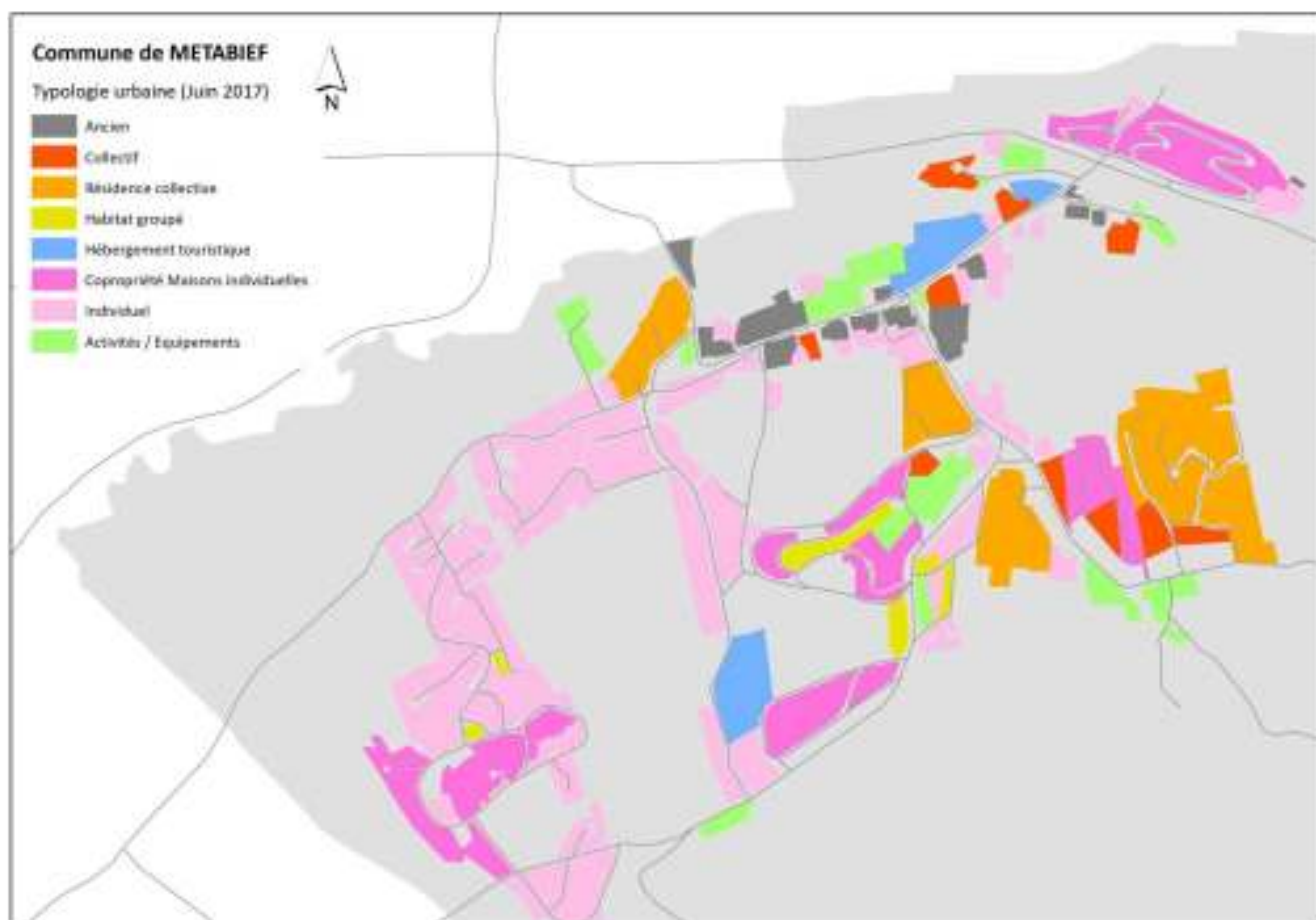 Commune de METABIEF
Typologie urbaine (Juin 2017)
N
Ancien
Collectif
Résidence collective
Habitat groupé
Hébergement touristique
Copropriété Maisons individuelles
Individuel
Activités / Equipements